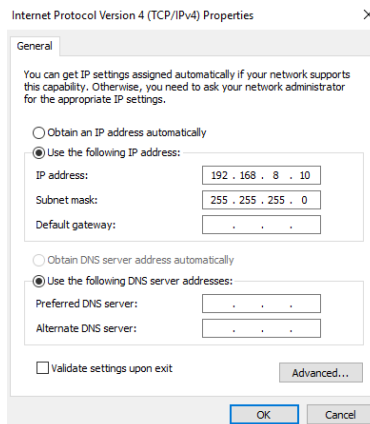 Internet Protocol Version 4 (TCP/IPv4) Properties
General
You can get IP settings assigned automatically if your network supports
this capability. Otherwise, you need to ask your network administrator
for the appropriate IP settings.
Obtain an IP address automatically
Use the following IP address:
IP address: 192 . 168 . 8 . 10
Subnet mask: 255 . 255 . 255 . 0
Default gateway: . . .
Obtain DNS server address automatically
Use the following DNS server addresses:
Preferred DNS server: . . .
Alternate DNS server: . . .
Validate settings upon exit
Advanced...
OK Cancel